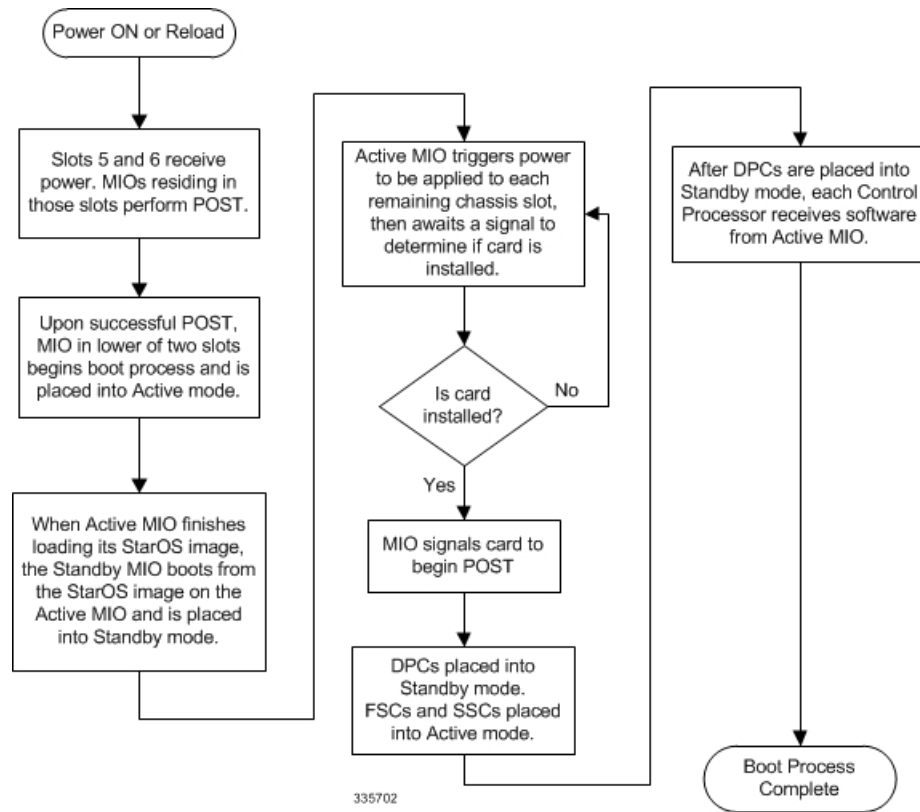 Power ON or Reload
Slots 5 and 6 receive
power. MIOs residing in
those slots perform POST.
Upon successful POST,
MIO in lower of two slots
begins boot process and is
placed into Active mode.
When Active MIO finishes
loading its StarOS image,
the Standby MIO boots from
the StarOS image on the
Active MIO and is placed
into Standby mode.
Active MIO triggers power
to be applied to each
remaining chassis slot,
then awaits a signal to
determine if card is
installed.
Is card
installed?
No
Yes
MIO signals card to
begin POST
DPCs placed into
Standby mode.
FSCs and SSCs placed
into Active mode.
After DPCs are placed into
Standby mode, each Control
Processor receives software
from Active MIO.
Boot Process
Complete
335702